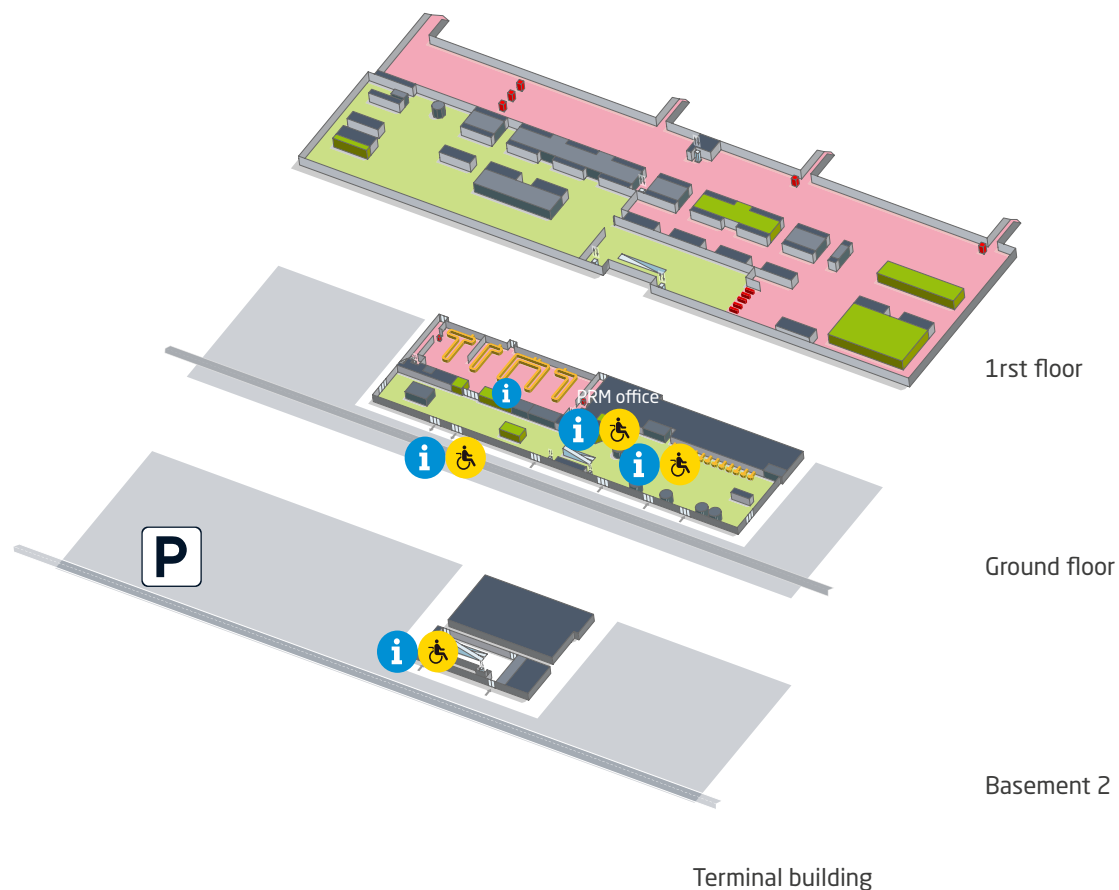 1rst floor
PRM office
i
i
i
i
Ground floor
P
i
Basement 2
Terminal building